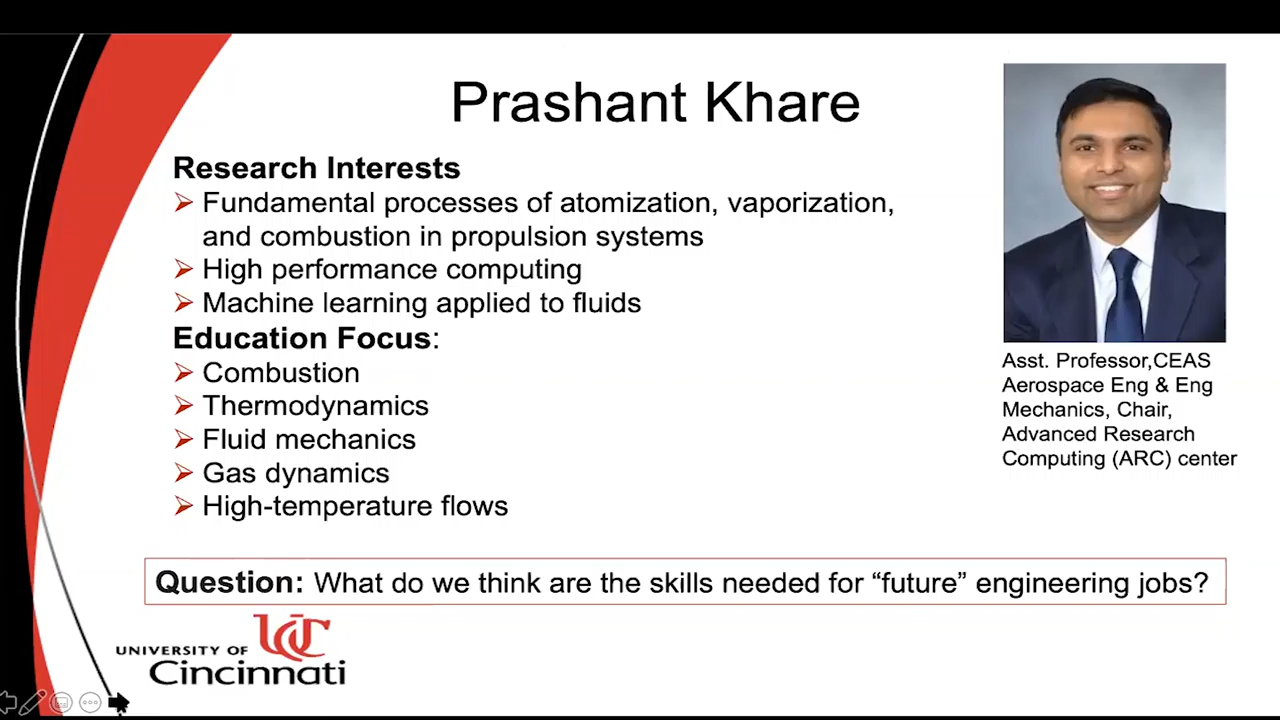 Prashant Khare
Research Interests
Fundamental processes of atomization, vaporization,
and combustion in propulsion systems
High performance computing
Machine learning applied to fluids
Education Focus:
Combustion
Thermodynamics
Fluid mechanics
Gas dynamics
High-temperature flows
Asst. Professor,CEAS
Aerospace Eng & Eng
Mechanics, Chair,
Advanced Research
Computing (ARC) center
Question: What do we think are the skills needed for “future” engineering jobs?
UC
UNIVERSITY OF
Cincinnati